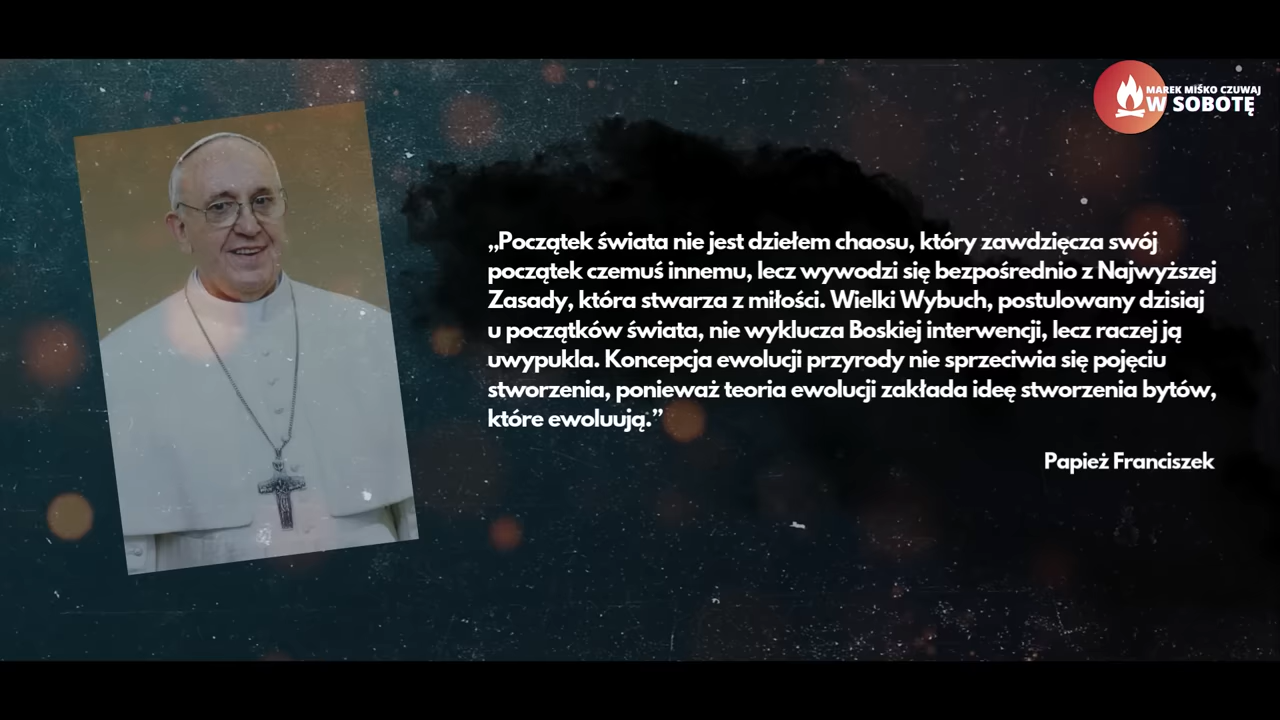 MAREK MIŚKO CZUWAJ
W SOBOTĘ
„Początek świata nie jest dziełem chaosu, który zawdzięcza swój
początek czemuś innemu, lecz wywodzi się bezpośrednio z Najwyższej
Zasady, która stwarza z miłości. Wielki Wybuch, postulowany dzisiaj
u początków świata, nie wyklucza Boskiej interwencji, lecz raczej ją
uwypukla. Koncepcja ewolucji przyrody nie sprzeciwia się pojęciu
stworzenia, ponieważ teoria ewolucji zakłada ideę stworzenia bytów,
które ewoluują.”
Papież Franciszek